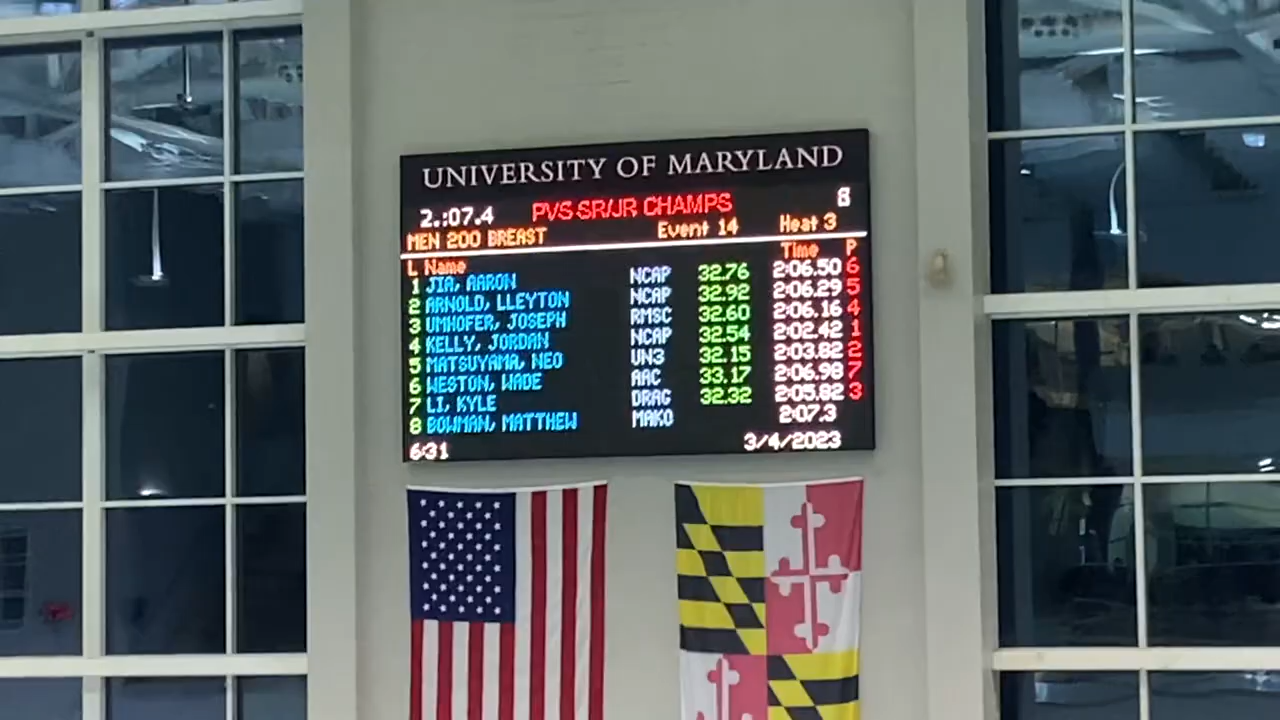 UNIVERSITY OF MARYLAND
2:07.4 PVS SR/JR CHAMPS 8
MEN 200 BREAST Event 14 Heat 3
L Name Time P
1 JIA, AARON NCAP 32.76 2:06.50 6
2 ARNOLD, LLEYTON NCAP 32.92 2:06.29 5
3 UMHOFER, JOSEPH RMSC 32.60 2:06.16 4
4 KELLY, JORDAN NCAP 32.54 2:02.42 1
5 MATSUYAMA, NEO UN3 32.15 2:03.82 2
6 WESTON, WADE AAC 33.17 2:06.98 7
7 LI, KYLE DRAG 32.32 2:05.82 3
8 BOWMAN, MATTHEW MAKO 2:07.3
6:31 3/4/2023